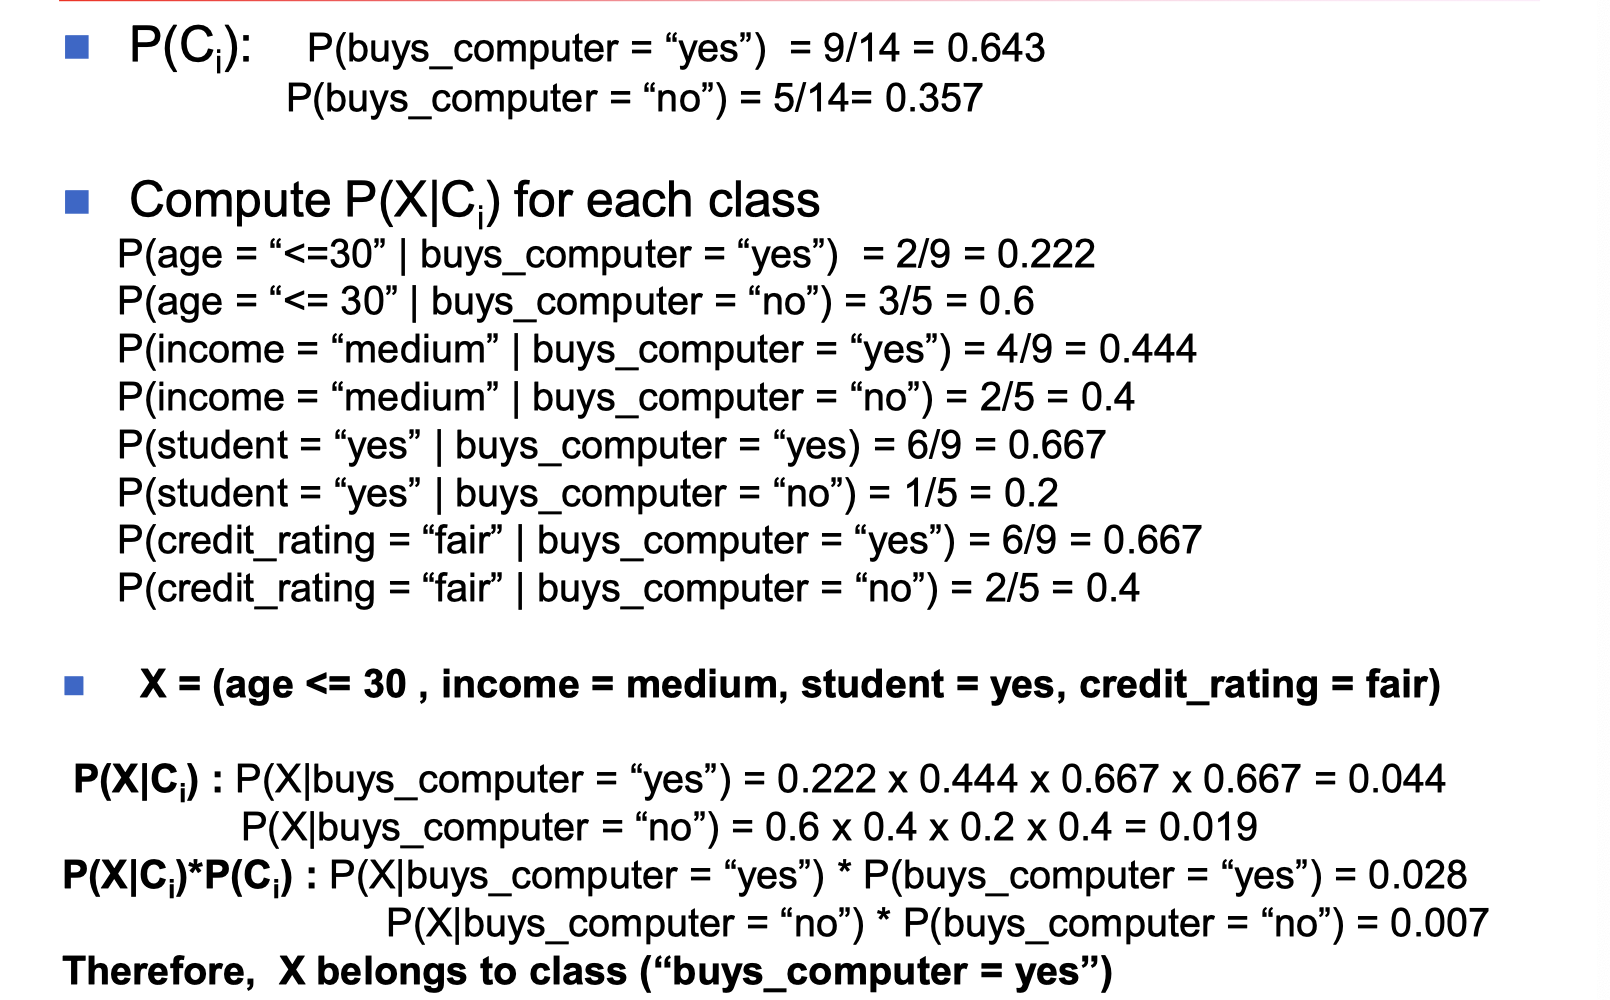 P(Ci): P(buys_computer = “yes”) = 9/14 = 0.643
P(buys_computer = “no”) = 5/14= 0.357
Compute P(X|Ci) for each class
P(age = “<=30” | buys_computer = “yes”) = 2/9 = 0.222
P(age = “<= 30” | buys_computer = “no”) = 3/5 = 0.6
P(income = “medium” | buys_computer = “yes”) = 4/9 = 0.444
P(income = “medium” | buys_computer = “no”) = 2/5 = 0.4
P(student = “yes” | buys_computer = “yes) = 6/9 = 0.667
P(student = “yes” | buys_computer = “no”) = 1/5 = 0.2
P(credit_rating = “fair” | buys_computer = “yes”) = 6/9 = 0.667
P(credit_rating = “fair” | buys_computer = “no”) = 2/5 = 0.4
X = (age <= 30 , income = medium, student = yes, credit_rating = fair)
P(X|Ci) : P(X|buys_computer = “yes”) = 0.222 x 0.444 x 0.667 x 0.667 = 0.044
P(X|buys_computer = “no”) = 0.6 x 0.4 x 0.2 x 0.4 = 0.019
P(X|Ci)*P(Ci) : P(X|buys_computer = “yes”) * P(buys_computer = “yes”) = 0.028
P(X|buys_computer = “no”) * P(buys_computer = “no”) = 0.007
Therefore, X belongs to class (“buys_computer = yes”)